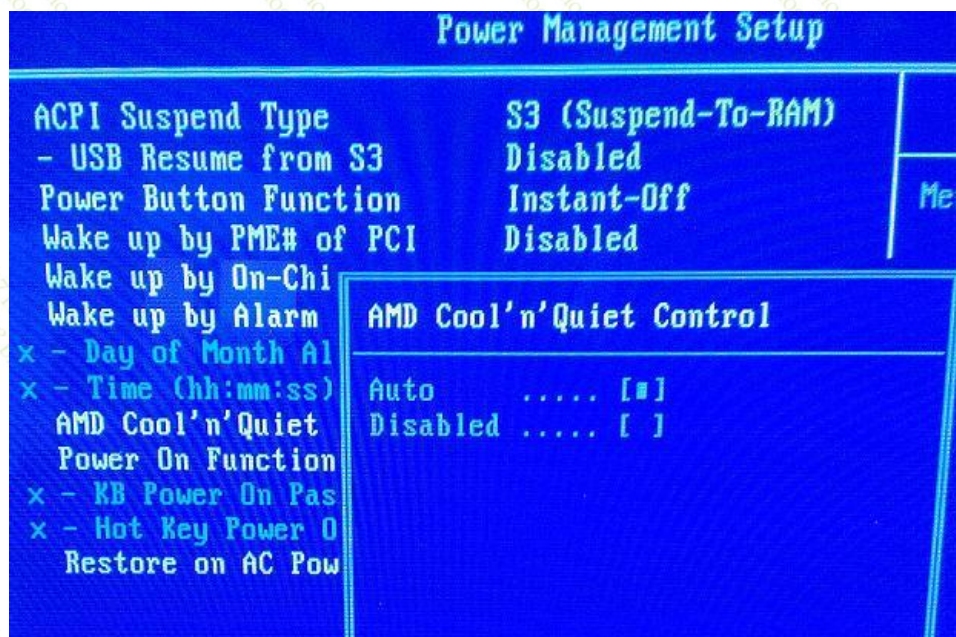 Power Management Setup
ACPI Suspend Type S3 (Suspend-To-RAM)
- USB Resume from S3 Disabled
Power Button Function Instant-Off
Wake up by PME# of PCI Disabled
Wake up by On-Chi
Wake up by Alarm
x - Day of Month Al
x - Time (hh:mm:ss)
AMD Cool'n'Quiet
Power On Function
x - KB Power On Pas
x - Hot Key Power O
Restore on AC Pow
Me
AMD Cool'n'Quiet Control
Auto ..... [■]
Disabled ..... [ ]